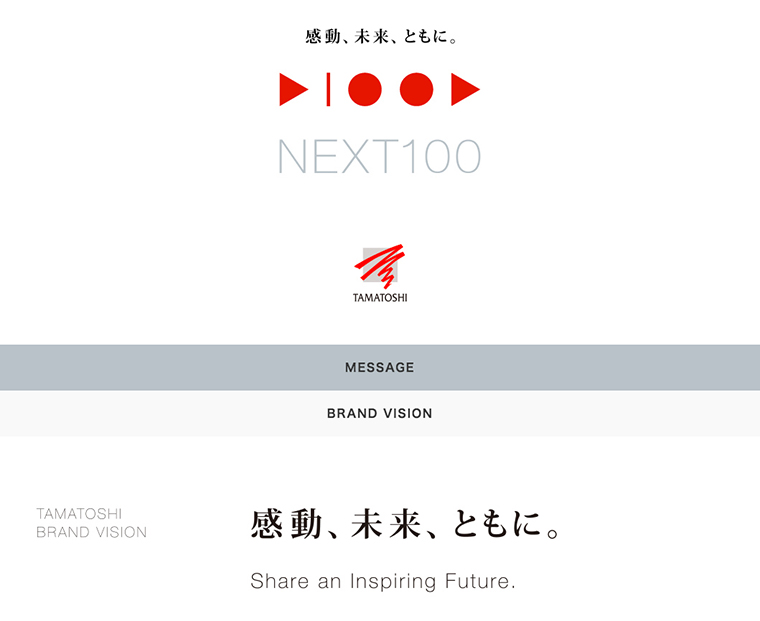 感動、未来、ともに。
NEXT100
TAMATOSHI
MESSAGE
BRAND VISION
TAMATOSHI
BRAND VISION
感動、未来、ともに。
Share an Inspiring Future.